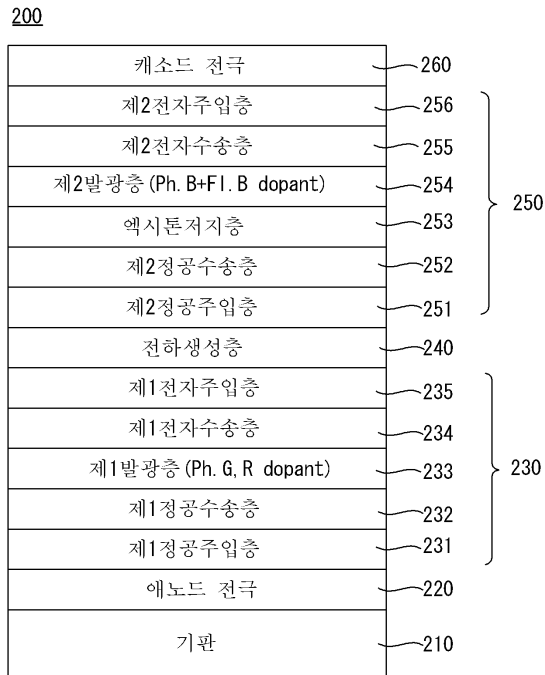 200
캐소드 전극 260
제2전자주입층 256
제2전자수송층 255
제2발광층(Ph.B+Fl.B dopant) 254
250
엑시톤저지층 253
제2정공수송층 252
제2정공주입층 251
전하생성층 240
제1전자주입층 235
제1전자수송층 234
제1발광층(Ph.G,R dopant) 233
230
제1정공수송층 232
제1정공주입층 231
애노드 전극 220
기판 210